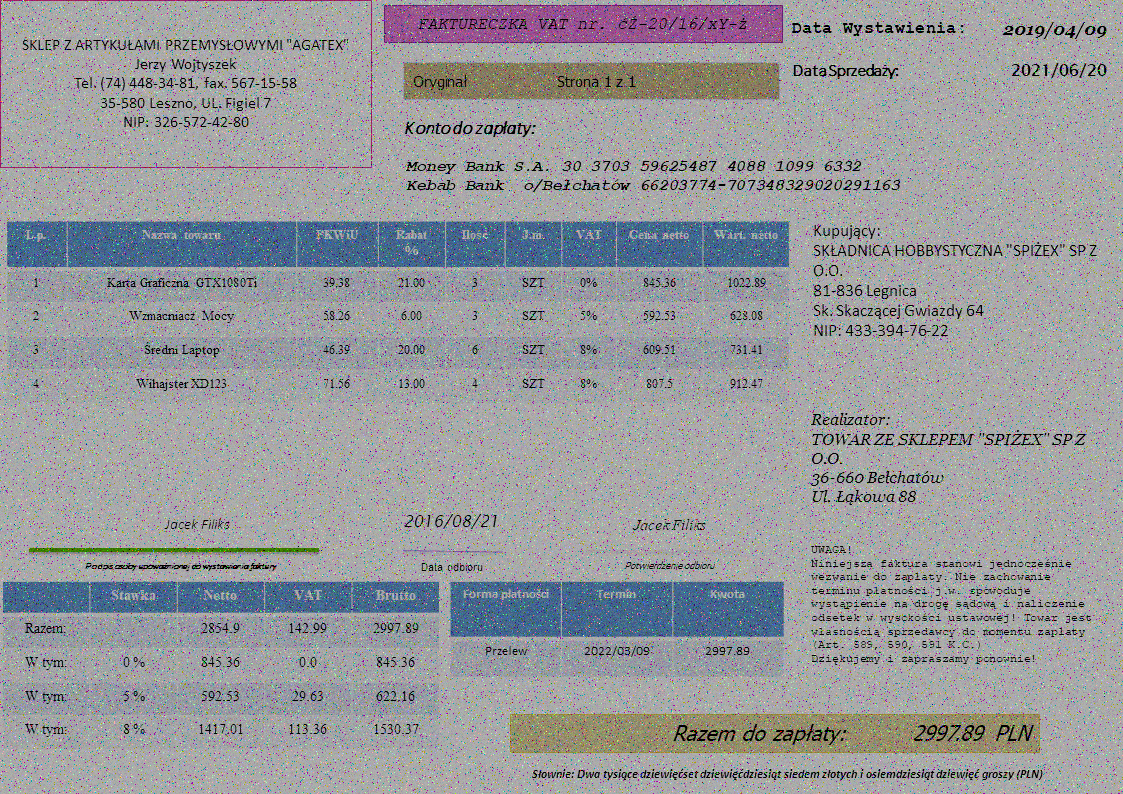 SKLEP Z ARTYKUŁAMI PRZEMYSŁOWYMI "AGATEX"
Jerzy Wojtyszek
Tel. (74) 448-34-81, fax. 567-15-58
35-580 Leszno, UL. Figiel 7
NIP: 326-572-42-80
FAKTURECZKA VAT nr. ćŻ-20/16/xY-ż
Oryginał Strona 1 z 1
Data Wystawienia: 2019/04/09
Data Sprzedaży: 2021/06/20
Konto do zapłaty:
Money Bank S.A. 30 3703 59625487 4088 1099 6332
Kebab Bank o/Bełchatów 66203774-707348329020291163
L.p. Nazwa towaru PKWiU Rabat % Ilość J.m. VAT Cena netto Wart. netto
1 Karta Graficzna GTX1080Ti 39.38 21.00 3 SZT 0% 845.36 1022.89
2 Wzmacniacz Mocy 58.26 6.00 3 SZT 5% 592.53 628.08
3 Średni Laptop 46.39 20.00 6 SZT 8% 609.51 731.41
4 Wihajster XD123 71.56 13.00 4 SZT 8% 807.5 912.47
Kupujący:
SKŁADNICA HOBBYSTYCZNA "SPIŻEX" SP Z
O.O.
81-836 Legnica
Sk. Skaczącej Gwiazdy 64
NIP: 433-394-76-22
Realizator:
TOWAR ZE SKLEPEM "SPIŻEX" SP Z
O.O.
36-660 Bełchatów
Ul. Łąkowa 88
Jacek Filiks 2016/08/21 Jacek Filiks
Podpis osoby upoważnionej do wystawienia faktury Data odbioru Potwierdzenie odbioru
Stawka Netto VAT Brutto
Razem: 2854.9 142.99 2997.89
W tym: 0 % 845.36 0.0 845.36
W tym: 5 % 592.53 29.63 622.16
W tym: 8 % 1417.01 113.36 1530.37
Forma płatności Termin Kwota
Przelew 2022/03/09 2997.89
UWAGA!
Niniejsza faktura stanowi jednocześnie
wezwanie do zapłaty. Nie zachowanie
terminu płatności j.w. spowoduje
wystąpienie na drogę sądową i naliczenie
odsetek w wysokości ustawowej! Towar jest
własnością sprzedawcy do momentu zapłaty
(Art. 589, 590, 591 K.C.)
Dziękujemy i zapraszamy ponownie!
Razem do zapłaty: 2997.89 PLN
Słownie: Dwa tysiące dziewięćset dziewięćdziesiąt siedem złotych i osiemdziesiąt dziewięć groszy (PLN)